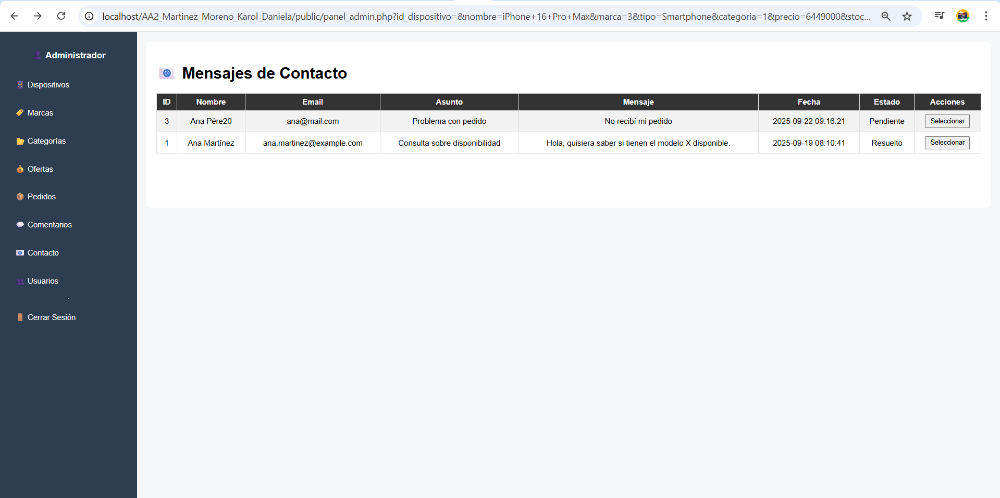 localhost/AA2_Martinez_Moreno_Karol_Daniela/public/panel_admin.php?id_dispositivo=&nombre=iPhone+16+Pro+Max&marca=3&tipo=Smartphone&categoria=1&precio=6449000&stoc...
Administrador
Dispositivos
Marcas
Categorías
Ofertas
Pedidos
Comentarios
Contacto
Usuarios
.
Cerrar Sesión
Mensajes de Contacto
ID Nombre Email Asunto Mensaje Fecha Estado Acciones
3 Ana Pére20 ana@mail.com Problema con pedido No recibí mi pedido 2025-09-22 09:16:21 Pendiente Seleccionar
1 Ana Martínez ana.martinez@example.com Consulta sobre disponibilidad Hola, quisiera saber si tienen el modelo X disponible. 2025-09-19 08:10:41 Resuelto Seleccionar